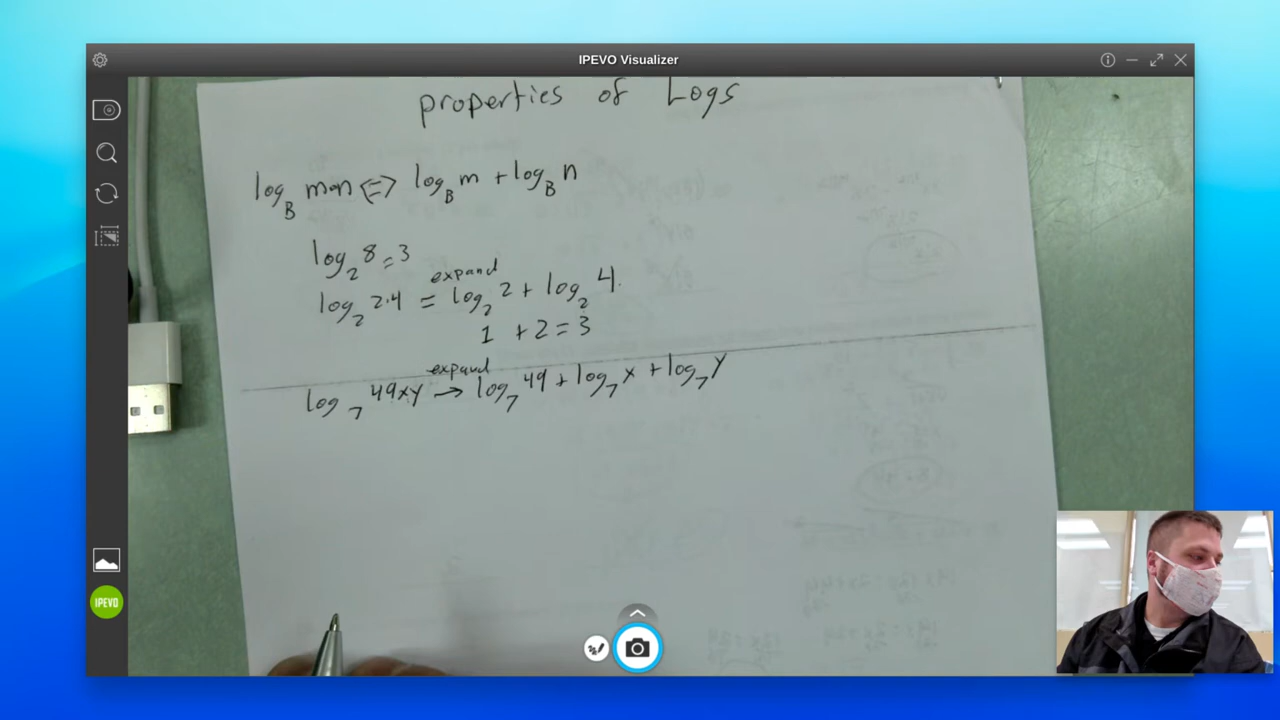 IPEVO Visualizer
properties of Logs
log_B m•n <=> log_B m + log_B n
log_2 8 = 3
expand
log_2 2·4 = log_2 2 + log_2 4
1 + 2 = 3
expand
log_7 49xy → log_7 49 + log_7 x + log_7 y
IPEVO